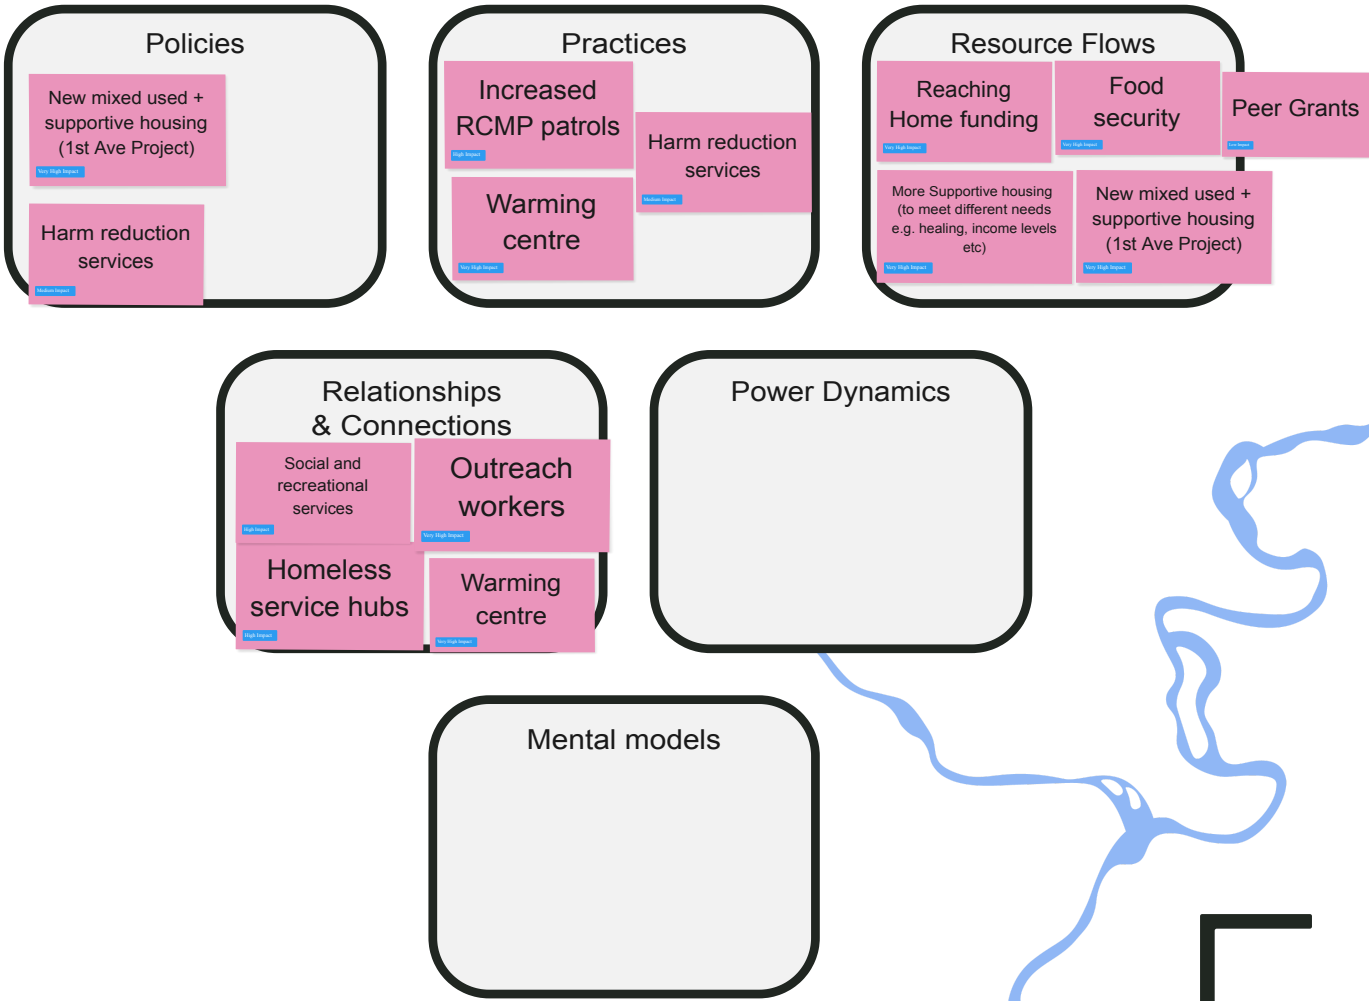 Policies
New mixed used +
supportive housing
(1st Ave Project)
Very High Impact
Harm reduction
services
Medium Impact
Practices
Increased
RCMP patrols
High Impact
Harm reduction
services
Medium Impact
Warming
centre
Very High Impact
Resource Flows
Reaching
Home funding
Very High Impact
Food
security
Very High Impact
Peer Grants
Low Impact
More Supportive housing
(to meet different needs
e.g. healing, income levels
etc)
Very High Impact
New mixed used +
supportive housing
(1st Ave Project)
Very High Impact
Relationships
& Connections
Social and
recreational
services
High Impact
Outreach
workers
Very High Impact
Homeless
service hubs
High Impact
Warming
centre
Very High Impact
Power Dynamics
Mental models